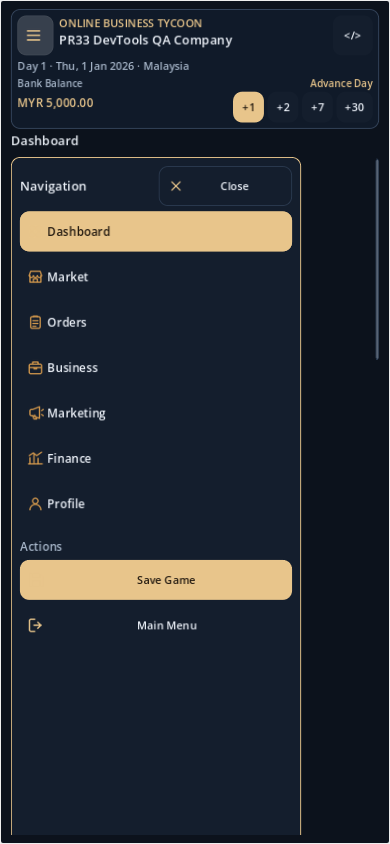 ONLINE BUSINESS TYCOON
PR33 DevTools QA Company
</>
Day 1 · Thu, 1 Jan 2026 · Malaysia
Bank Balance
Advance Day
MYR 5,000.00
+1 +2 +7 +30
Dashboard
Navigation
Close
Dashboard
Market
Orders
Business
Marketing
Finance
Profile
Actions
Save Game
Main Menu